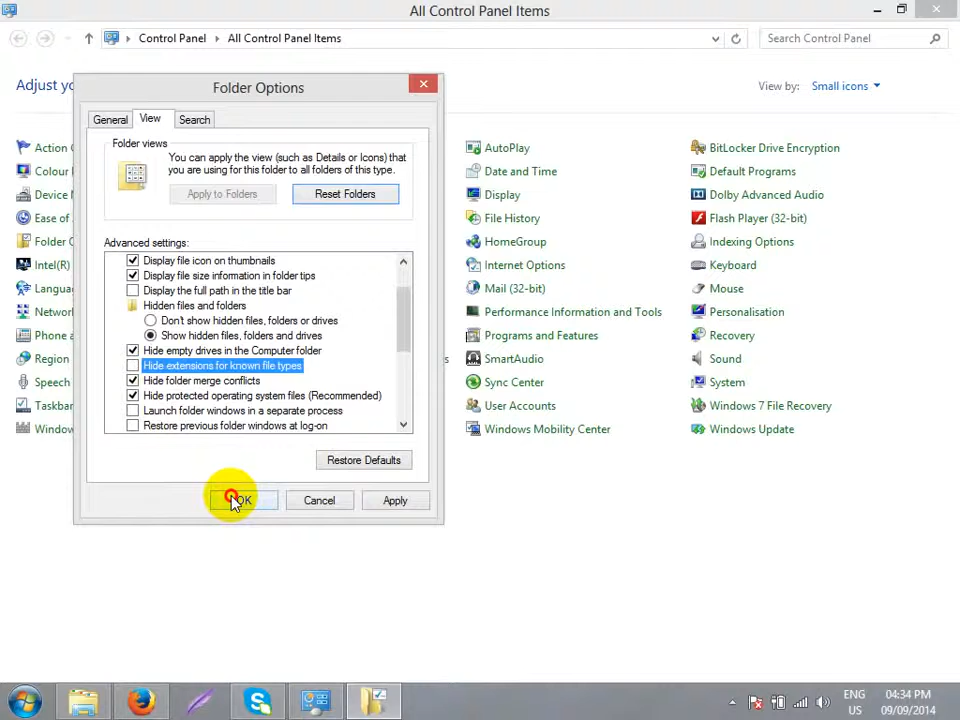 All Control Panel Items
Control Panel
All Control Panel Items
Search Control Panel
Adjust yo
View by:
Small icons
Folder Options
General
View
Search
Folder views
You can apply the view (such as Details or Icons) that
you are using for this folder to all folders of this type.
Apply to Folders
Reset Folders
Advanced settings:
Display file icon on thumbnails
Display file size information in folder tips
Display the full path in the title bar
Hidden files and folders
Don't show hidden files, folders or drives
Show hidden files, folders and drives
Hide empty drives in the Computer folder
Hide extensions for known file types
Hide folder merge conflicts
Hide protected operating system files (Recommended)
Launch folder windows in a separate process
Restore previous folder windows at log-on
Restore Defaults
OK
Cancel
Apply
Action
Colour
Device
Ease of
Folder O
Intel(R)
Languag
Network
Phone a
Region
Speech
Taskbar
Window
AutoPlay
Date and Time
Display
File History
HomeGroup
Internet Options
Mail (32-bit)
Performance Information and Tools
Programs and Features
SmartAudio
Sync Center
User Accounts
Windows Mobility Center
BitLocker Drive Encryption
Default Programs
Dolby Advanced Audio
Flash Player (32-bit)
Indexing Options
Keyboard
Mouse
Personalisation
Recovery
Sound
System
Windows 7 File Recovery
Windows Update
ENG
US
04:34 PM
09/09/2014